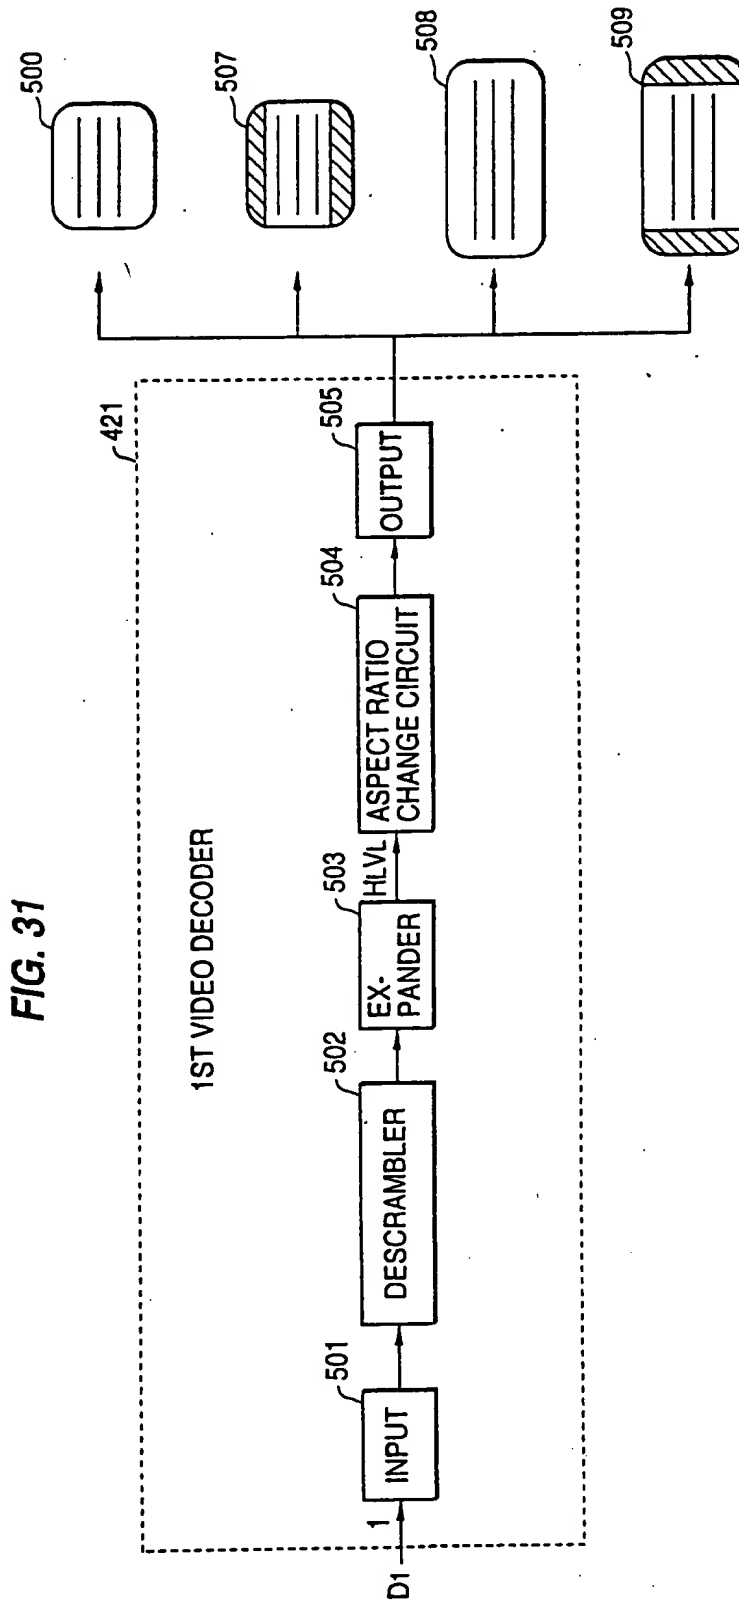 FIG. 31
421
1ST VIDEO DECODER
D1
1
501
INPUT
502
DESCRAMBLER
503
EX-
PANDER
HLVL
504
ASPECT RATIO
CHANGE CIRCUIT
505
OUTPUT
500
507
508
509